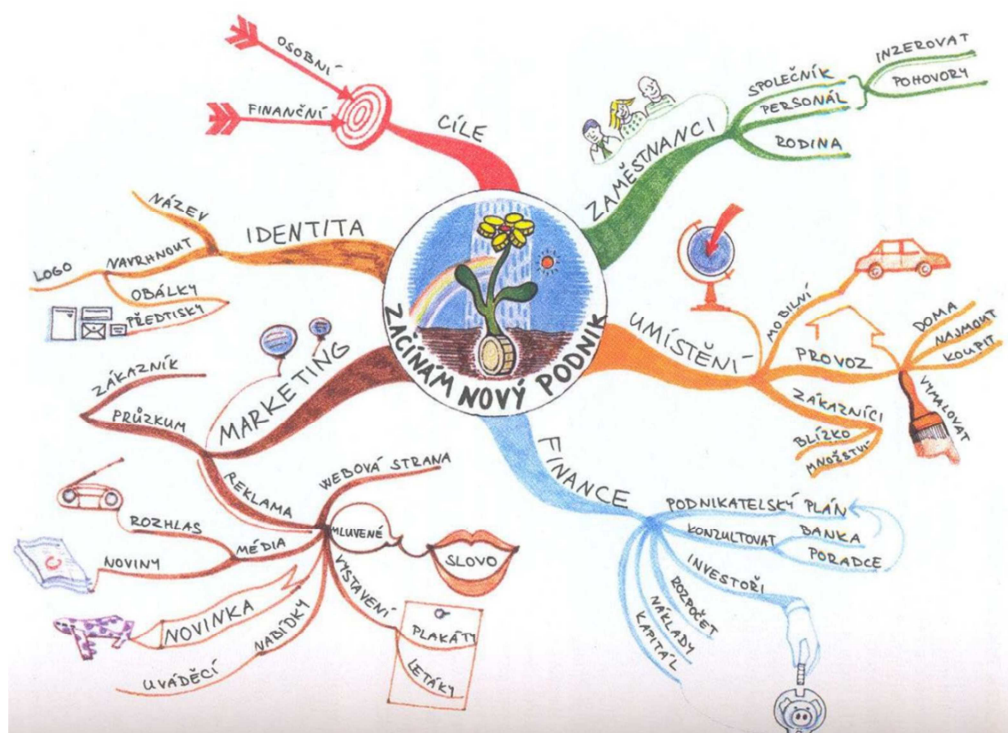 ZAČÍNÁM NOVÝ PODNIK
CÍLE
OSOBNÍ
FINANČNÍ
ZAMĚSTNANCI
SPOLEČNÍK
PERSONÁL
INZEROVAT
POHOVORY
RODINA
UMÍSTĚNÍ
MOBILNÍ
PROVOZ
DOMA
NAJMOUT
KOUPIT
VYMALOVAT
ZÁKAZNÍCI
BLÍZKO
MNOŽSTVÍ
FINANCE
PODNIKATELSKÝ PLÁN
KONZULTOVAT
BANKA
PORADCE
INVESTOŘI
ROZPOČET
NÁKLADY
KAPITÁL
MARKETING
PRŮZKUM
ZÁKAZNÍK
REKLAMA
WEBOVÁ STRANA
MLUVENÉ
SLOVO
MÉDIA
ROZHLAS
NOVINY
VYSTAVENÍ
PLAKÁTY
LETÁKY
NOVINKA
NABÍDKY
UVÁDĚCÍ
IDENTITA
NÁZEV
NAVRHNOUT
LOGO
OBÁLKY
PŘEDTISKY